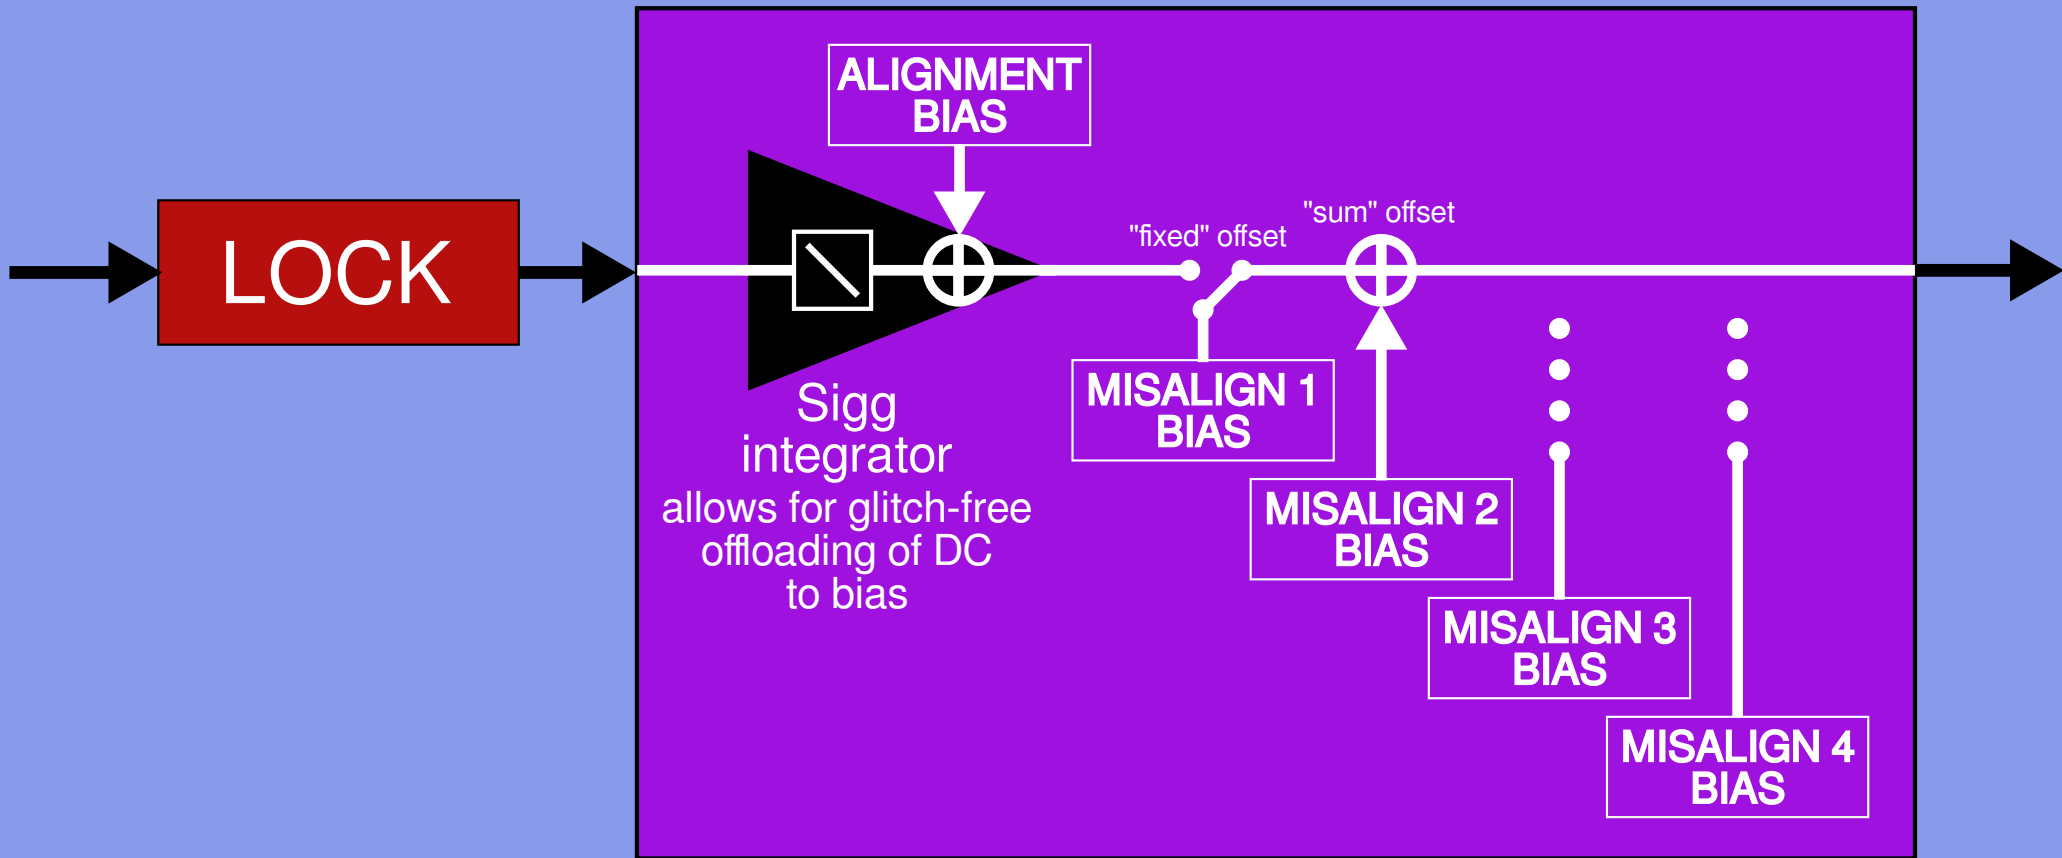 ALIGNMENT
BIAS
LOCK
"fixed" offset
"sum" offset
Sigg
integrator
allows for glitch-free
offloading of DC
to bias
MISALIGN 1
BIAS
MISALIGN 2
BIAS
MISALIGN 3
BIAS
MISALIGN 4
BIAS